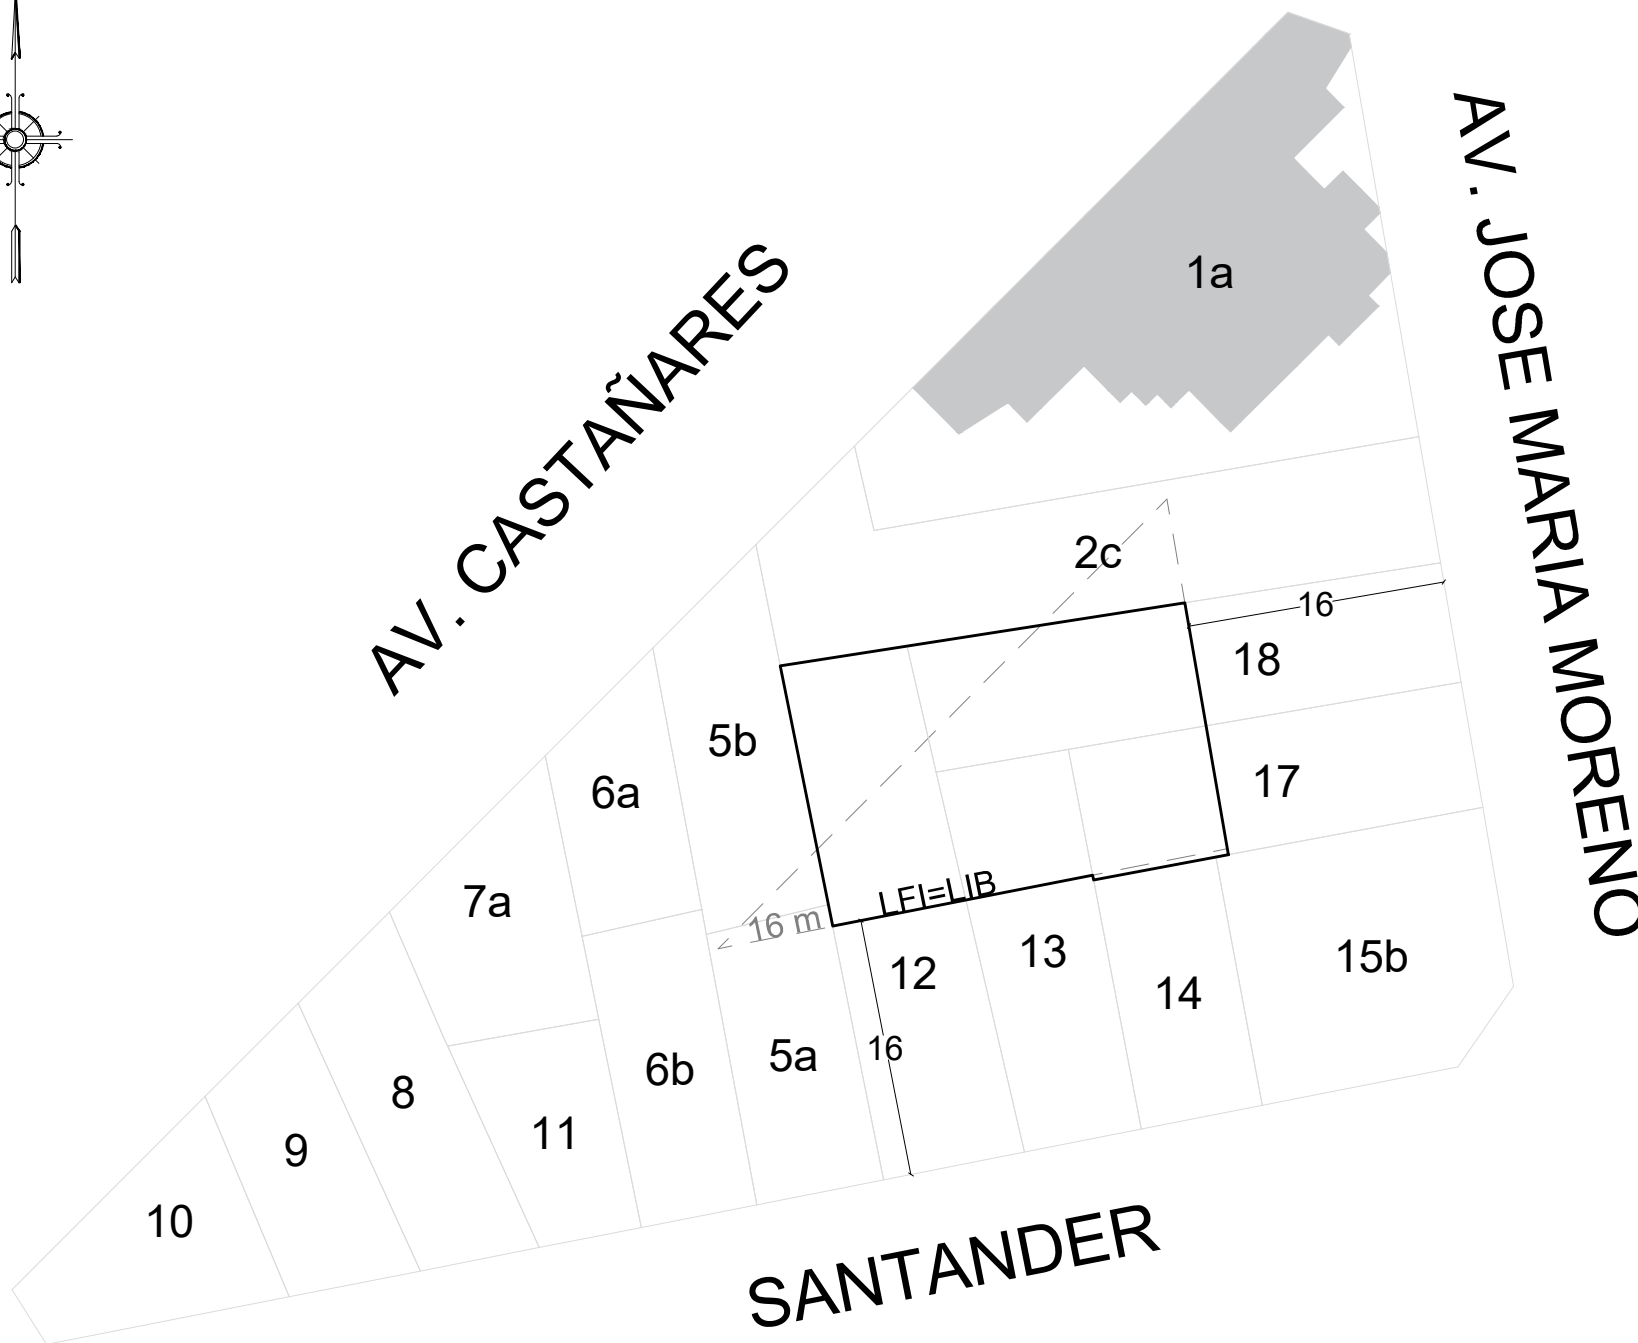 AV. JOSE MARIA MORENO
AV. CASTAÑARES
1a
2c
16
18
5b
17
6a
7a
LFI=LIB
16 m
12
13
15b
14
16
5a
6b
8
11
9
10
SANTANDER